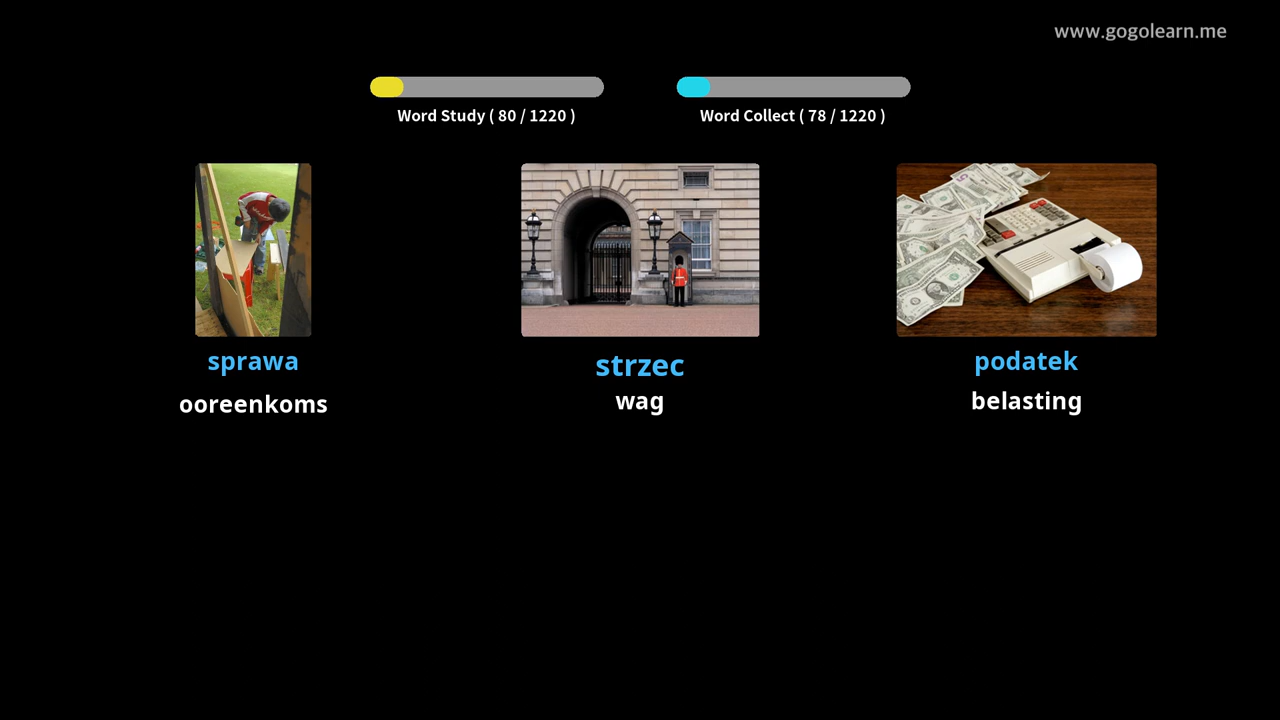 www.gogolearn.me
Word Study ( 80 / 1220 )
Word Collect ( 78 / 1220 )
sprawa
strzec
podatek
ooreenkoms
wag
belasting